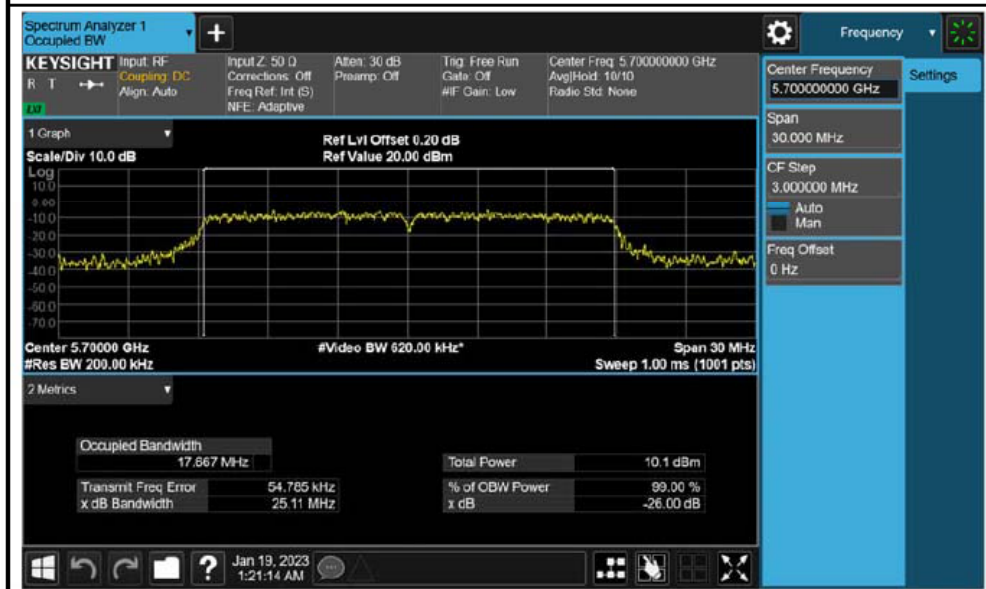 Spectrum Analyzer 1
Occupied BW
Frequency
KEYSIGHT
R T
LXI
Input: RF
Coupling: DC
Align: Auto
Input Z: 50 Ω
Corrections: Off
Freq Ref: Int (S)
NFE: Adaptive
Atten: 30 dB
Preamp: Off
Trig: Free Run
Gate: Off
#IF Gain: Low
Center Freq: 5.700000000 GHz
Avg|Hold: 10/10
Radio Std: None
Center Frequency
5.700000000 GHz
Settings
Span
30.000 MHz
CF Step
3.000000 MHz
Auto
Man
Freq Offset
0 Hz
1 Graph
Scale/Div 10.0 dB
Ref Lvl Offset 0.20 dB
Ref Value 20.00 dBm
Log
10.0
0.00
-10.0
-20.0
-30.0
-40.0
-50.0
-60.0
-70.0
Center 5.70000 GHz
#Video BW 620.00 kHz*
Span 30 MHz
#Res BW 200.00 kHz
Sweep 1.00 ms (1001 pts)
2 Metrics
Occupied Bandwidth
17.667 MHz
Total Power 10.1 dBm
Transmit Freq Error 54.785 kHz
% of OBW Power 99.00 %
x dB Bandwidth 25.11 MHz
x dB -26.00 dB
?
Jan 19, 2023
1:21:14 AM